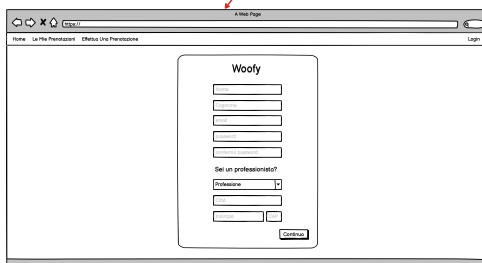 A Web Page
https://
Home Le Mie Prenotazioni Effettua Una Prenotazione Login
Woofy
Nome
Cognome
email
password
conferma password
Sei un professionista?
Professione
Città
Indirizzo CAP
Continua